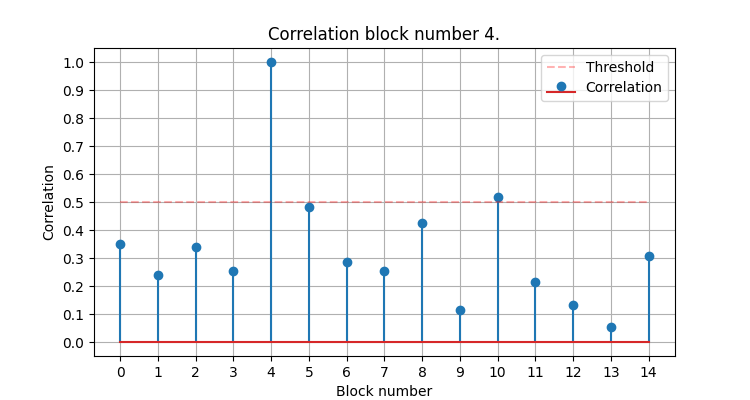 Correlation block number 4.
Threshold
Correlation
Correlation
1.0
0.9
0.8
0.7
0.6
0.5
0.4
0.3
0.2
0.1
0.0
0 1 2 3 4 5 6 7 8 9 10 11 12 13 14
Block number